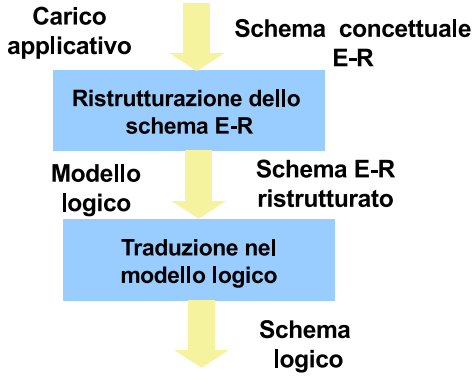 Carico
applicativo
Schema concettuale
E-R
Ristrutturazione dello
schema E-R
Modello
logico
Schema E-R
ristrutturato
Traduzione nel
modello logico
Schema
logico